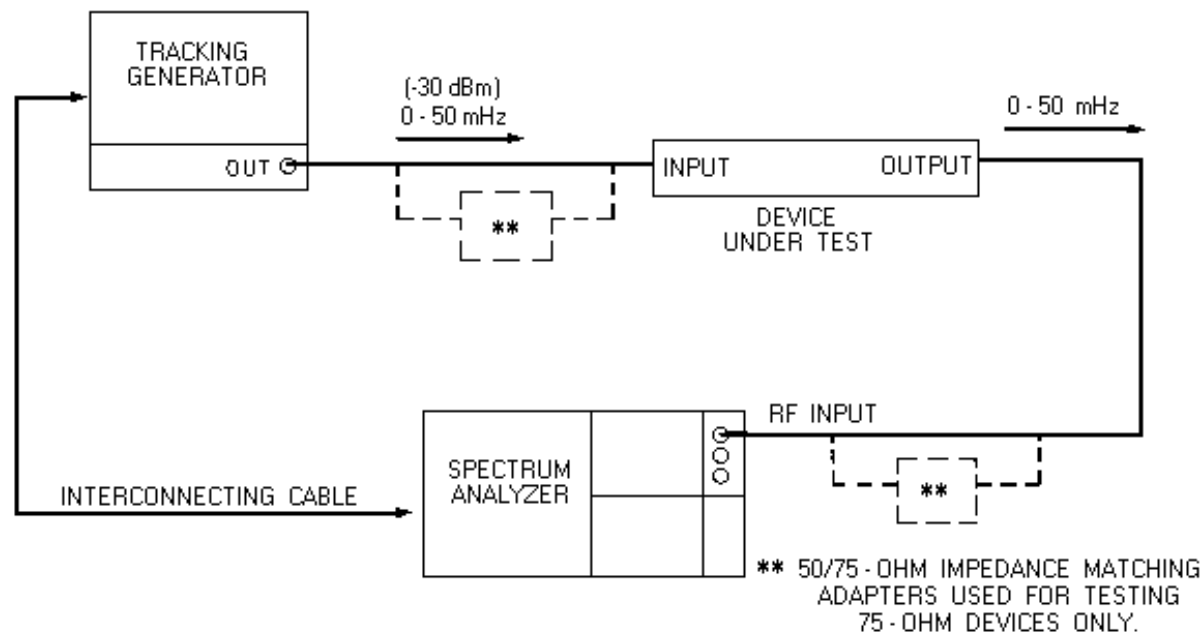 TRACKING
GENERATOR
OUT
(-30 dBm)
0 - 50 mHz
0 - 50 mHz
INPUT
OUTPUT
DEVICE
UNDER TEST
**
RF INPUT
SPECTRUM
ANALYZER
INTERCONNECTING CABLE
**
** 50/75 - OHM IMPEDANCE MATCHING
ADAPTERS USED FOR TESTING
75 - OHM DEVICES ONLY.